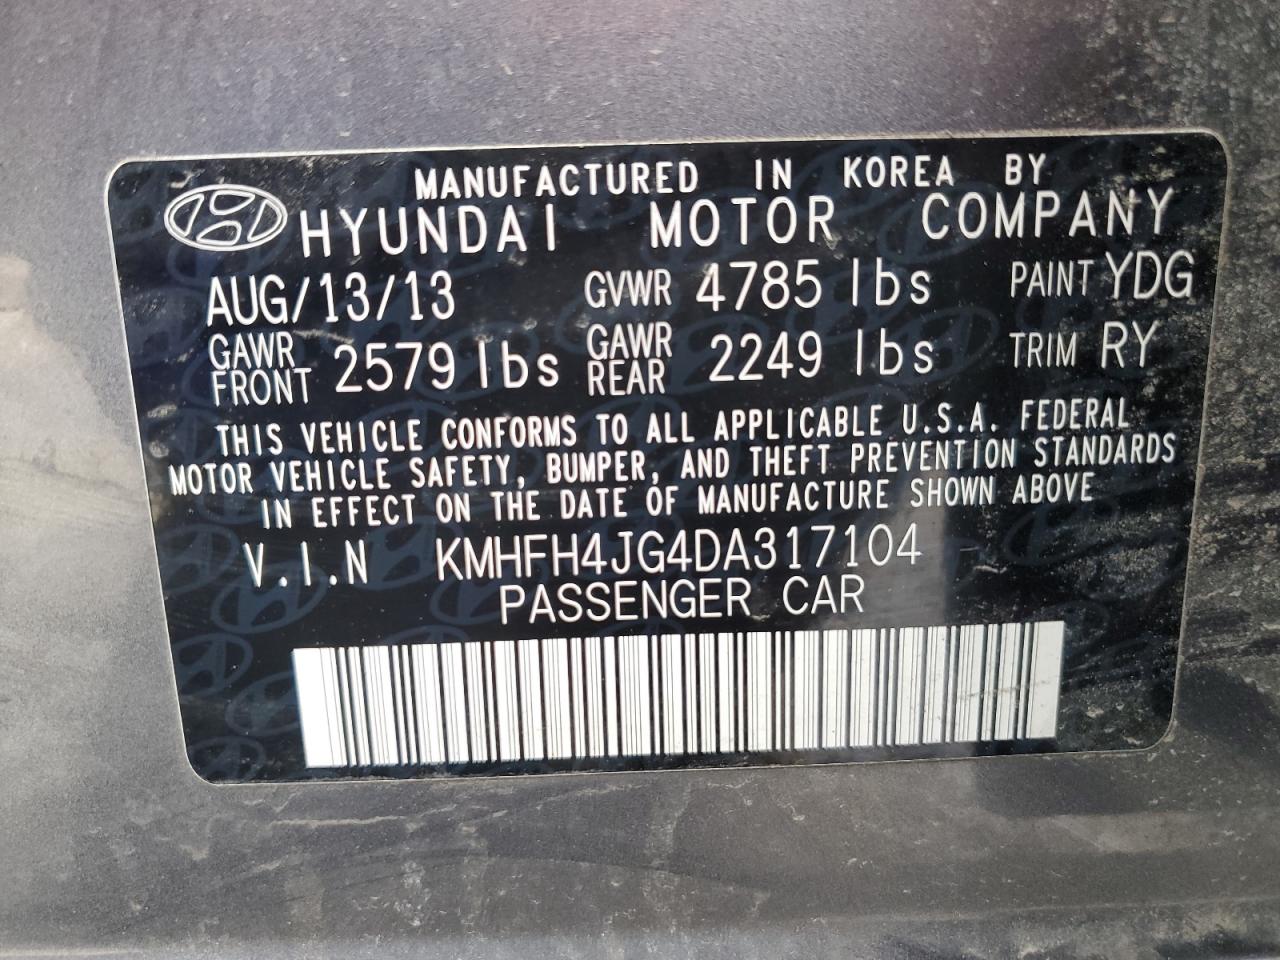 MANUFACTURED IN KOREA BY
HYUNDAI MOTOR COMPANY
AUG/13/13 GVWR 4785 lbs PAINT YDG
GAWR FRONT 2579 lbs GAWR REAR 2249 lbs TRIM RY
THIS VEHICLE CONFORMS TO ALL APPLICABLE U.S.A. FEDERAL
MOTOR VEHICLE SAFETY, BUMPER, AND THEFT PREVENTION STANDARDS
IN EFFECT ON THE DATE OF MANUFACTURE SHOWN ABOVE
V.I.N KMHFH4JG4DA317104
PASSENGER CAR